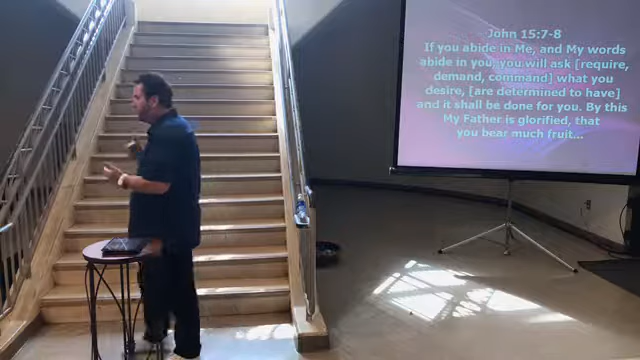 John 15:7-8
If you abide in Me, and My words
abide in you, you will ask [require,
demand, command] what you
desire, [are determined to have]
and it shall be done for you. By this
My Father is glorified, that
you bear much fruit...